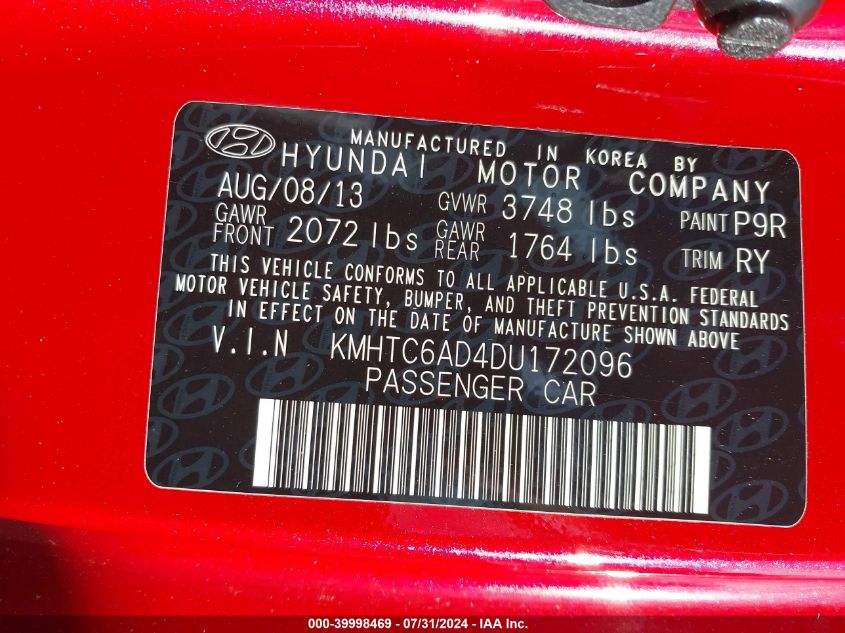 MANUFACTURED IN KOREA BY
HYUNDAI MOTOR COMPANY
AUG/08/13 GVWR 3748 lbs PAINT P9R
GAWR FRONT 2072 lbs GAWR REAR 1764 lbs TRIM RY
THIS VEHICLE CONFORMS TO ALL APPLICABLE U.S.A. FEDERAL
MOTOR VEHICLE SAFETY, BUMPER, AND THEFT PREVENTION STANDARDS
IN EFFECT ON THE DATE OF MANUFACTURE SHOWN ABOVE
V.I.N KMHTC6AD4DU172096
PASSENGER CAR
000-39998469 - 07/31/2024 - IAA Inc.